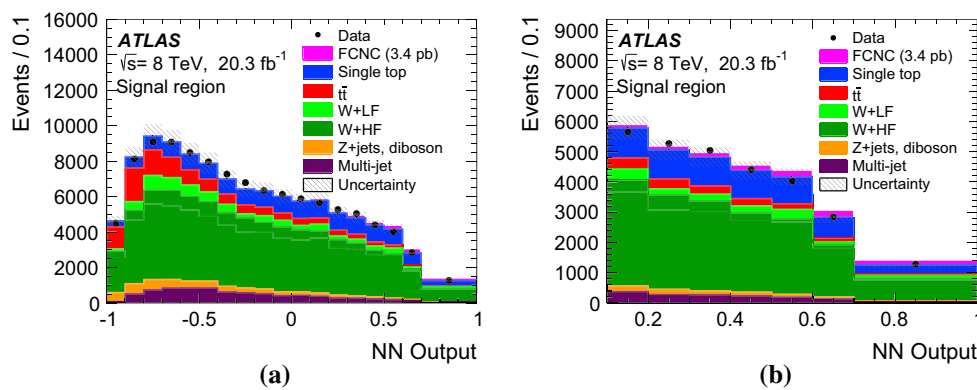 Events / 0.1
16000
14000
12000
10000
8000
6000
4000
2000
0
ATLAS
√s= 8 TeV, 20.3 fb-1
Signal region
Data
FCNC (3.4 pb)
Single top
tt̄
W+LF
W+HF
Z+jets, diboson
Multi-jet
Uncertainty
-1 -0.5 0 0.5 1
NN Output
(a)
Events / 0.1
9000
8000
7000
6000
5000
4000
3000
2000
1000
0
ATLAS
√s= 8 TeV, 20.3 fb-1
Signal region
Data
FCNC (3.4 pb)
Single top
tt̄
W+LF
W+HF
Z+jets, diboson
Multi-jet
Uncertainty
0.2 0.4 0.6 0.8 1
NN Output
(b)